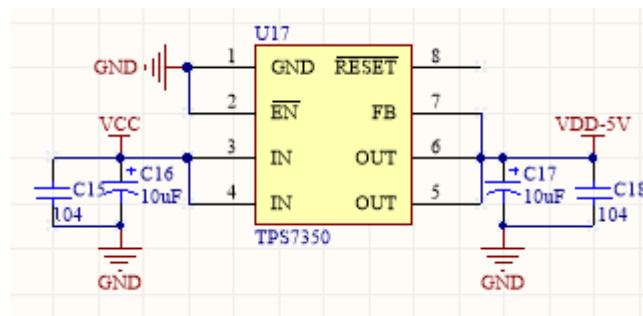 U17
GND
1
GND
RESET
8
2
EN
FB
7
VCC
VDD-5V
3
IN
OUT
6
C15
104
C16
10uF
4
IN
OUT
5
C17
10uF
C18
104
TPS7350
GND
GND